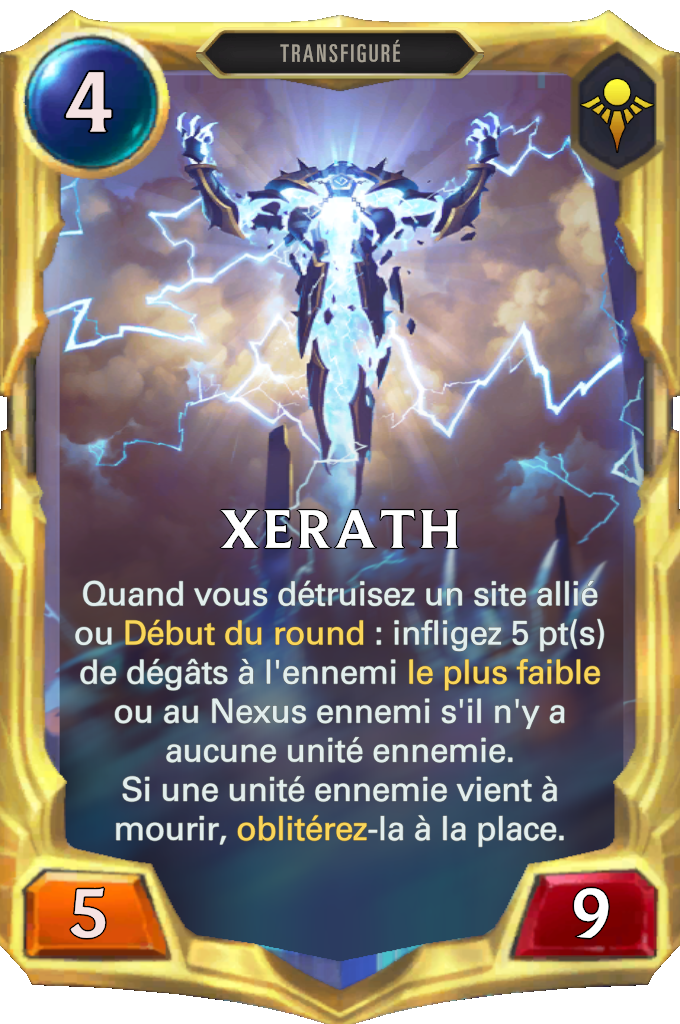 TRANSFIGURÉ
4
XERATH
Quand vous détruisez un site allié
ou Début du round : infligez 5 pt(s)
de dégâts à l'ennemi le plus faible
ou au Nexus ennemi s'il n'y a
aucune unité ennemie.
Si une unité ennemie vient à
mourir, oblitérez-la à la place.
5
9